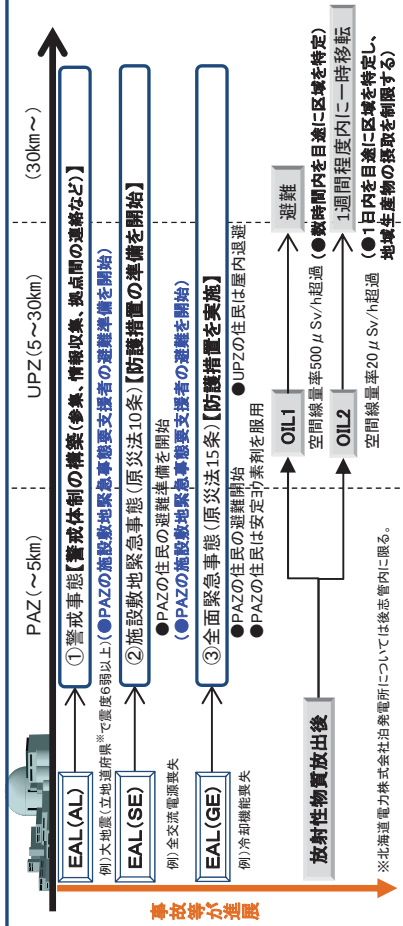 PAZ(~5km)
UPZ(5~30km)
(30km~)
事故等が進展
EAL(AL)
例)大地震(立地道府県※で震度6弱以上)
①警戒事態【警戒体制の構築(参集、情報収集、拠点間の連絡など)】
(●PAZの施設敷地緊急事態要支援者の避難準備を開始)
EAL(SE)
例)全交流電源喪失
②施設敷地緊急事態(原災法10条)【防護措置の準備を開始】
●PAZの住民の避難準備を開始
(●PAZの施設敷地緊急事態要支援者の避難を開始)
EAL(GE)
例)冷却機能喪失
③全面緊急事態(原災法15条)【防護措置を実施】
●PAZの住民の避難開始
●UPZの住民は屋内退避
●PAZの住民は安定ヨウ素剤を服用
放射性物質放出後
OIL1
空間線量率500μSv/h超過
避難
(●数時間内を目途に区域を特定)
OIL2
空間線量率20μSv/h超過
1週間程度内に一時移転
(●1日内を目途に区域を特定し、
地域生産物の摂取を制限する)
※北海道電力株式会社泊発電所については後志管内に限る。